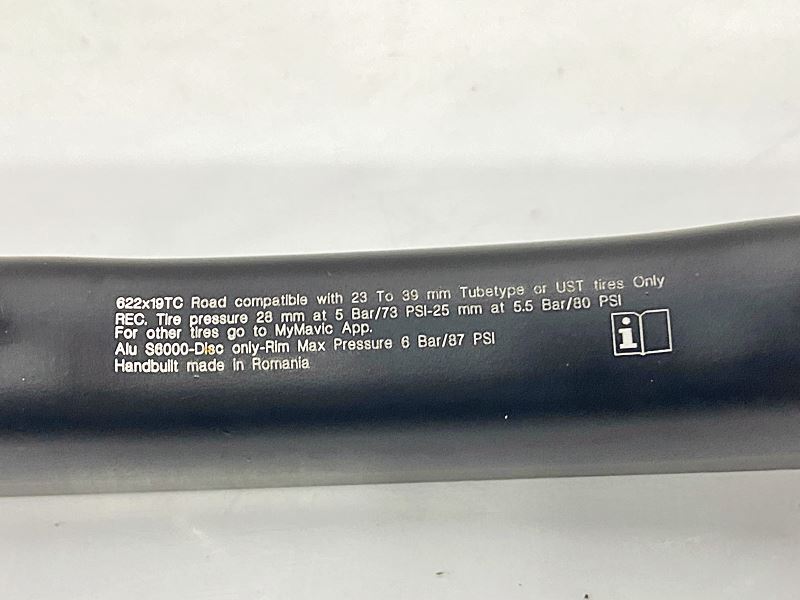 622x19TC Road compatible with 23 To 39 mm Tubetype or UST tires Only
REC. Tire pressure 28 mm at 5 Bar/73 PSI-25 mm at 5.5 Bar/80 PSI
For other tires go to MyMavic App.
Alu S6000-Disc only-Rim Max Pressure 6 Bar/87 PSI
Handbuilt made in Romania
i